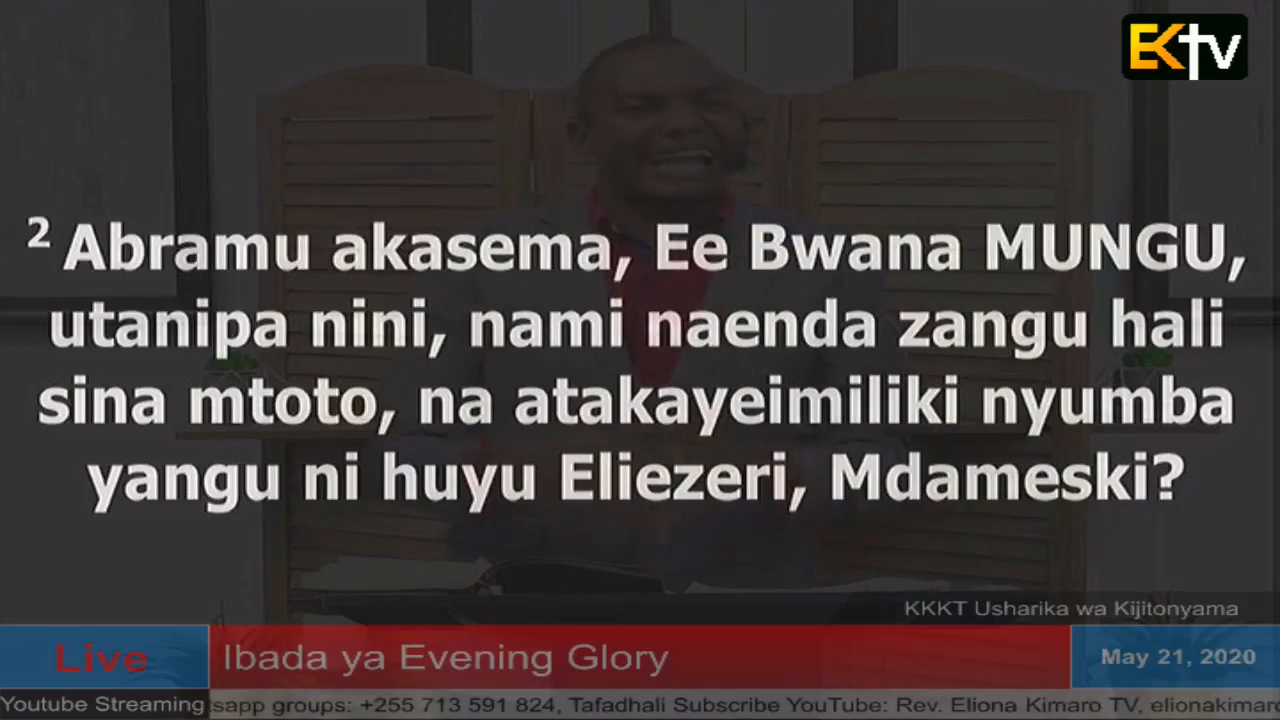 EKTV
2 Abramu akasema, Ee Bwana MUNGU,
utanipa nini, nami naenda zangu hali
sina mtoto, na atakayeimiliki nyumba
yangu ni huyu Eliezeri, Mdameski?
KKKT Usharika wa Kijitonyama
Live
Ibada ya Evening Glory
May 21, 2020
Youtube Streaming
sapp groups: +255 713 591 824, Tafadhali Subscribe YouTube: Rev. Eliona Kimaro TV, elionakimar